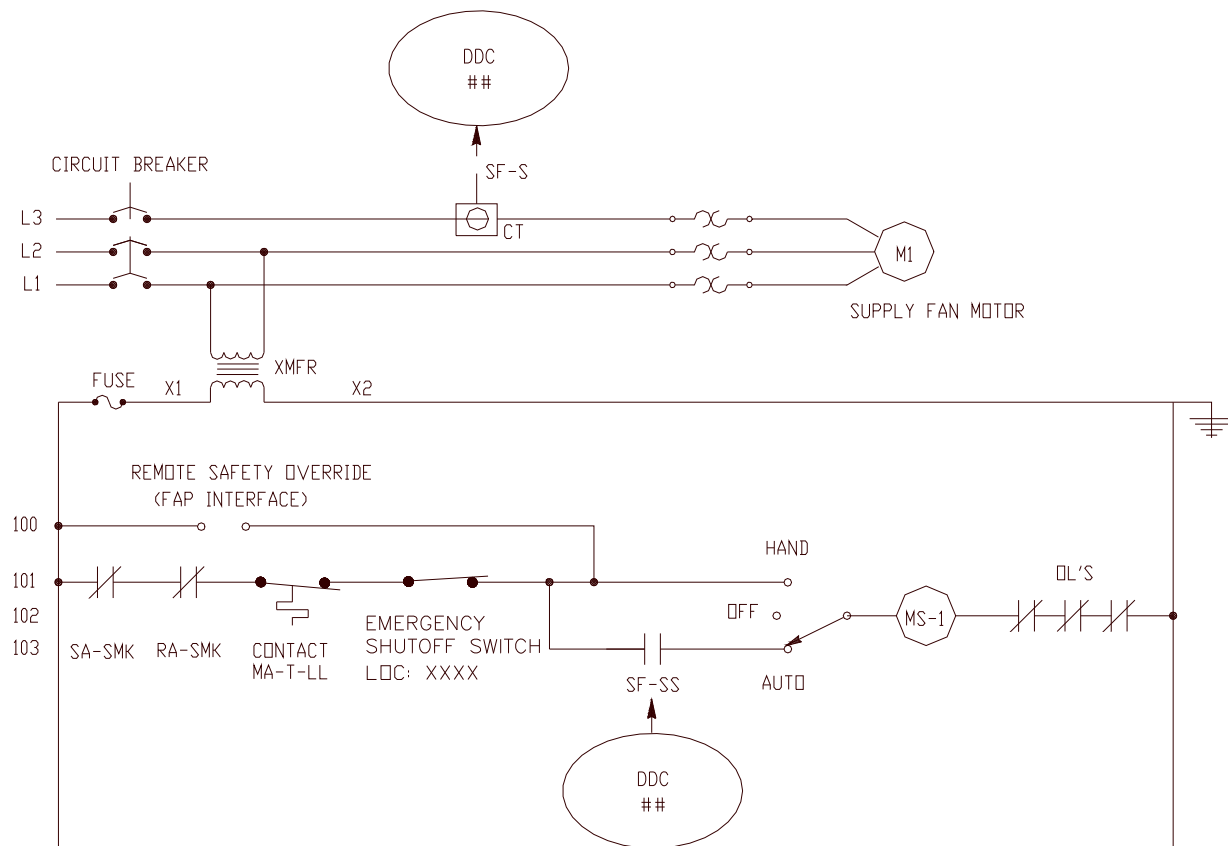 DDC
##
SF-S
CIRCUIT BREAKER
L3
CT
L2
M1
L1
SUPPLY FAN MOTOR
XMFR
FUSE
X1
X2
REMOTE SAFETY OVERRIDE
(FAP INTERFACE)
100
HAND
101
OL'S
102
OFF
MS-1
103
SA-SMK
RA-SMK
CONTACT
MA-T-LL
EMERGENCY
SHUTOFF SWITCH
LOC: XXXX
SF-SS
AUTO
DDC
##